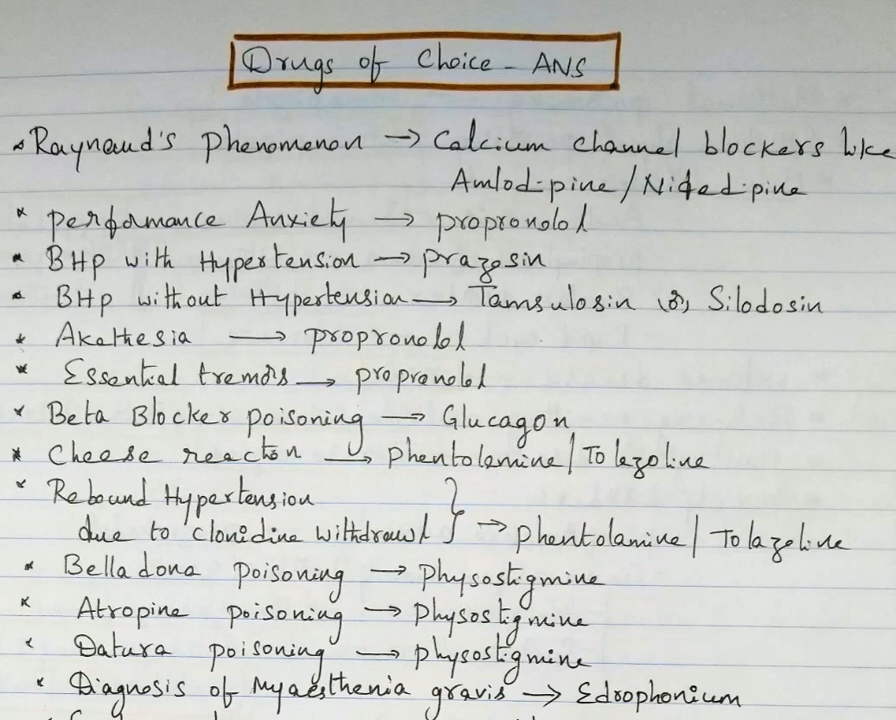 Drugs of Choice - ANS
* Raynaud's Phenomenon → Calcium channel blockers like
Amlodipine/Nifedipine
* performance Anxiety → propronolol
* BHP with Hypertension → prazosin
* BHP without Hypertension → Tamsulosin (or) Silodosin
* Akathesia → propronolol
* Essential tremors → propranolol
* Beta Blocker poisoning → Glucagon
* Cheese reacton → phentolamine/Tolazoline
* Rebound Hypertension
due to clonidine withdrawl } → phentolamine/Tolazoline
* Belladona poisoning → physostigmine
* Atropine poisoning → physostigmine
* Datura poisoning → physostigmine
* Diagnosis of Myaesthenia gravis → Edrophonium